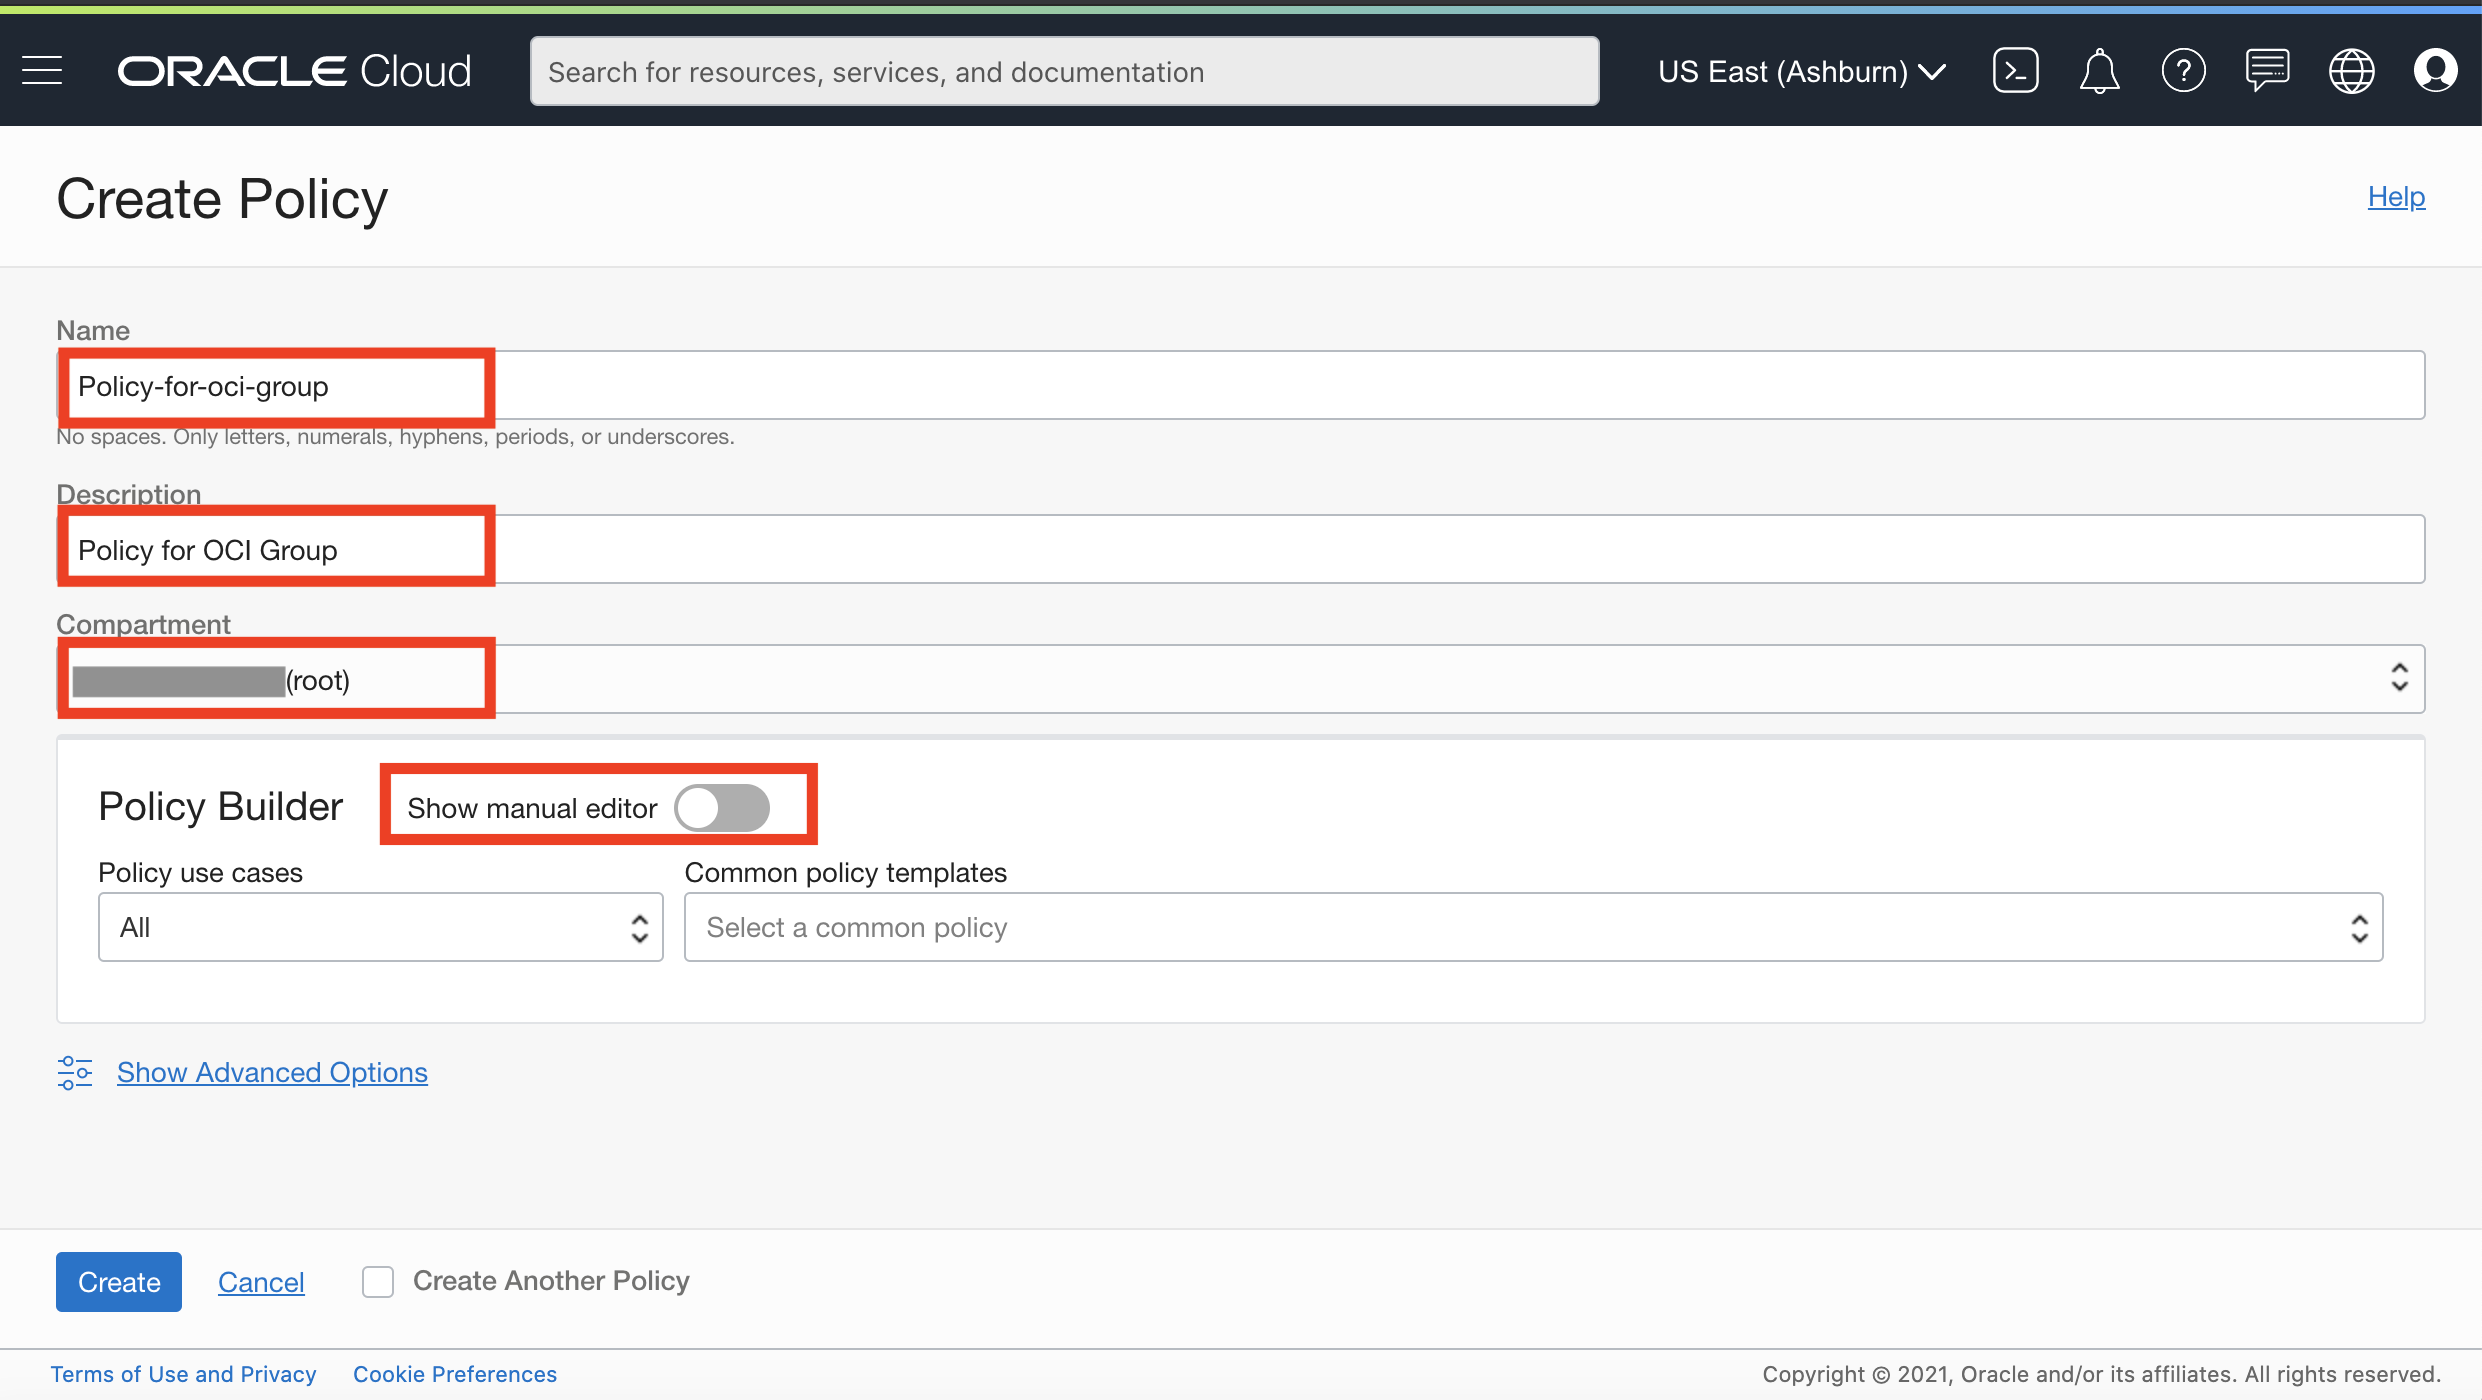 ORACLE Cloud
Search for resources, services, and documentation
US East (Ashburn)
Create Policy
Help
Name
Policy-for-oci-group
No spaces. Only letters, numerals, hyphens, periods, or underscores.
Description
Policy for OCI Group
Compartment
(root)
Policy Builder
Show manual editor
Policy use cases
Common policy templates
All
Select a common policy
Show Advanced Options
Create
Cancel
Create Another Policy
Terms of Use and Privacy
Cookie Preferences
Copyright © 2021, Oracle and/or its affiliates. All rights reserved.